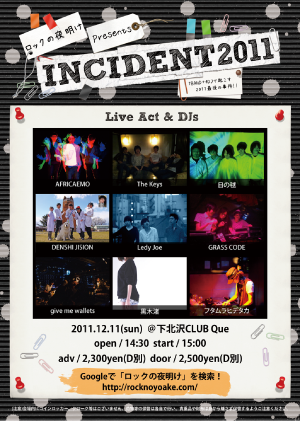 ロックの夜明け Presents
INCIDENT2011
Live Act & DJs
AFRICAEMO
The Keys
目の毬
DENSHI JISION
Ledy Joe
GRASS CODE
give me wallets
黒木渚
フタムラヒデタカ
2011.12.11(sun) @下北沢CLUB Que
open / 14:30 start / 15:00
adv / 2,300yen(D別) door / 2,500yen(D別)
Googleで「ロックの夜明け」を検索！
http://rocknoyoake.com/